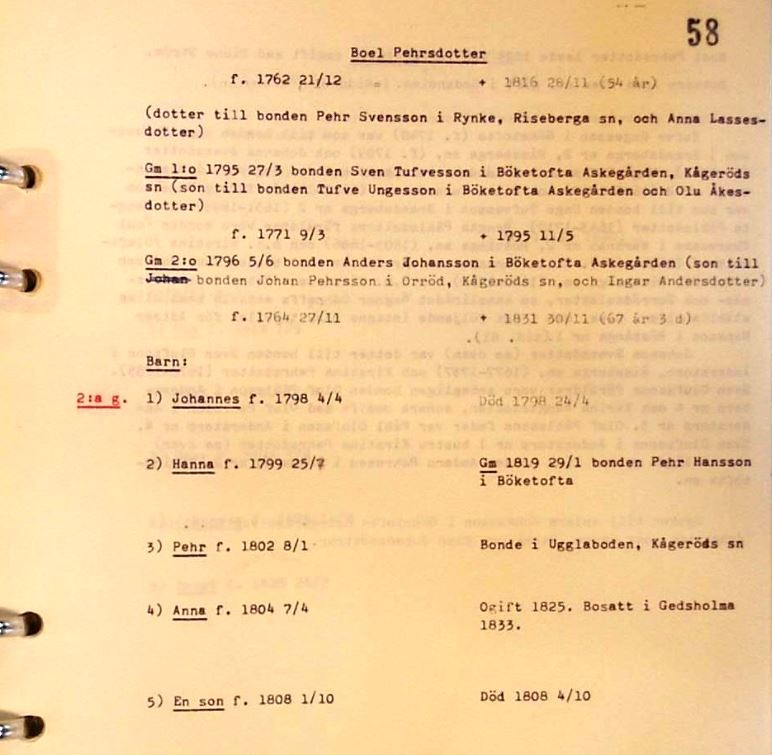 58
Boel Pehrsdotter
f. 1762 21/12 = + 1816 28/11 (54 år)
(dotter till bonden Pehr Svensson i Rynke, Riseberga sn, och Anna Lasses-
dotter)
Gm 1:o 1795 27/3 bonden Sven Tufvesson i Böketofta Askegården, Kågeröds
sn (son till bonden Tufve Ungesson i Böketofta Askegården och Olu Åkes-
dotter)
f. 1771 9/3 + 1795 11/5
Gm 2:o 1796 5/6 bonden Anders Johansson i Böketofta Askegården (son till
Johan bonden Johan Pehrsson i Orröd, Kågeröds sn, och Ingar Andersdotter)
f. 1764 27/11 + 1831 30/11 (67 år 3 d)
Barn:
2:a g. 1) Johannes f. 1798 4/4 Död 1798 24/4
2) Hanna f. 1799 25/7 Gm 1819 29/1 bonden Pehr Hansson
i Böketofta
3) Pehr f. 1802 8/1 Bonde i Ugglaboden, Kågeröds sn
4) Anna f. 1804 7/4 Ogift 1825. Bosatt i Gedsholma
1833.
5) En son f. 1808 1/10 Död 1808 4/10